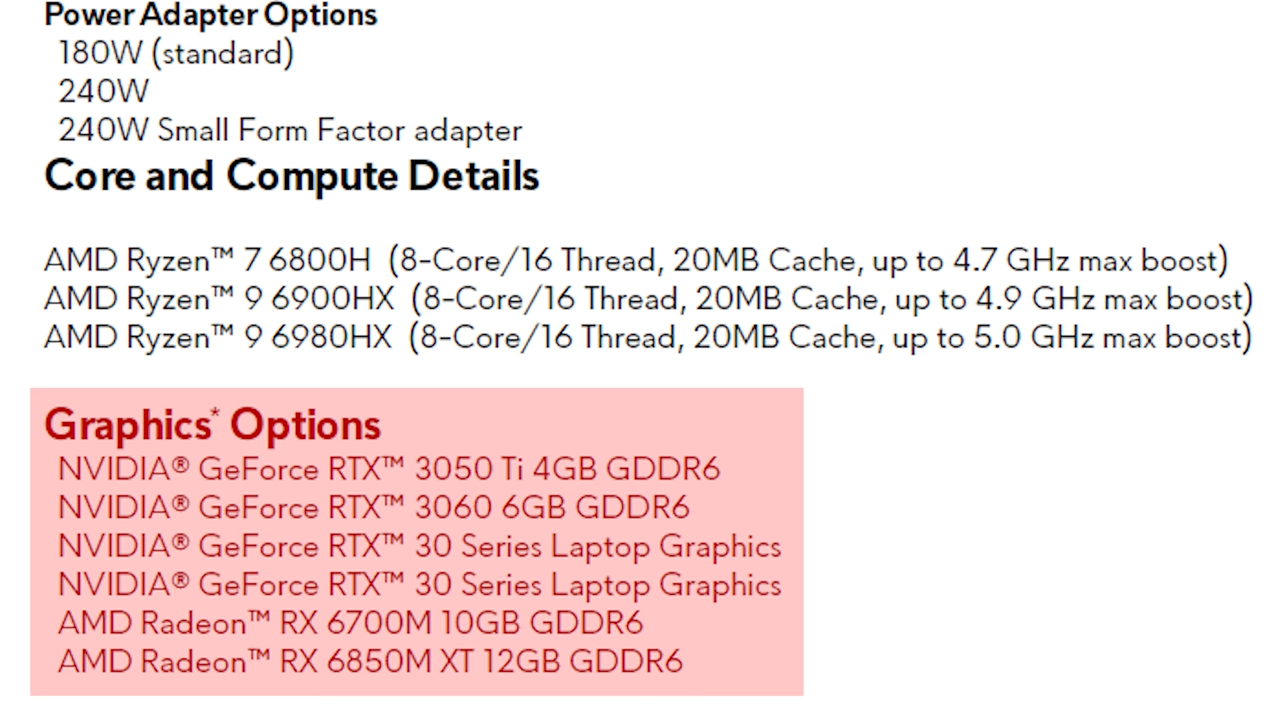 Power Adapter Options
180W (standard)
240W
240W Small Form Factor adapter
Core and Compute Details
AMD Ryzen™ 7 6800H (8-Core/16 Thread, 20MB Cache, up to 4.7 GHz max boost)
AMD Ryzen™ 9 6900HX (8-Core/16 Thread, 20MB Cache, up to 4.9 GHz max boost)
AMD Ryzen™ 9 6980HX (8-Core/16 Thread, 20MB Cache, up to 5.0 GHz max boost)
Graphics* Options
NVIDIA® GeForce RTX™ 3050 Ti 4GB GDDR6
NVIDIA® GeForce RTX™ 3060 6GB GDDR6
NVIDIA® GeForce RTX™ 30 Series Laptop Graphics
NVIDIA® GeForce RTX™ 30 Series Laptop Graphics
AMD Radeon™ RX 6700M 10GB GDDR6
AMD Radeon™ RX 6850M XT 12GB GDDR6